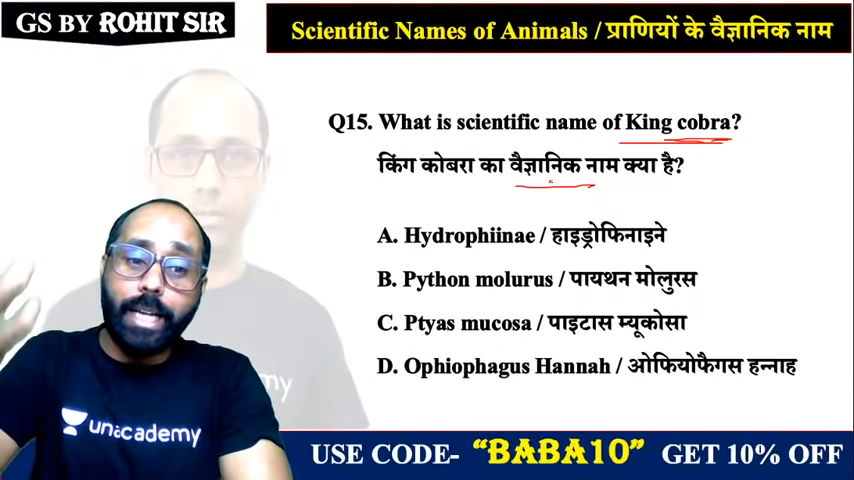 GS BY ROHIT SIR
Scientific Names of Animals / प्राणियों के वैज्ञानिक नाम
Q15. What is scientific name of King cobra?
किंग कोबरा का वैज्ञानिक नाम क्या है?
A. Hydrophiinae / हाइड्रोफिनाइने
B. Python molurus / पायथन मोलुरस
C. Ptyas mucosa / पाइटास म्यूकोसा
D. Ophiophagus Hannah / ओफियोफैगस हन्नाह
unacademy
my
USE CODE- “BABA10” GET 10% OFF